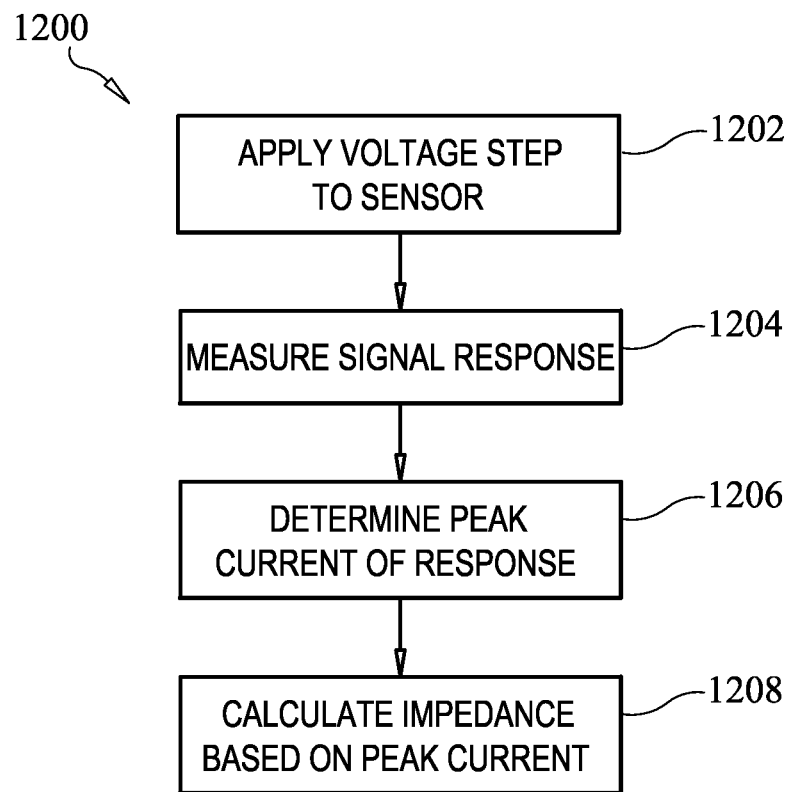 1200
APPLY VOLTAGE STEP
TO SENSOR
1202
MEASURE SIGNAL RESPONSE
1204
DETERMINE PEAK
CURRENT OF RESPONSE
1206
CALCULATE IMPEDANCE
BASED ON PEAK CURRENT
1208